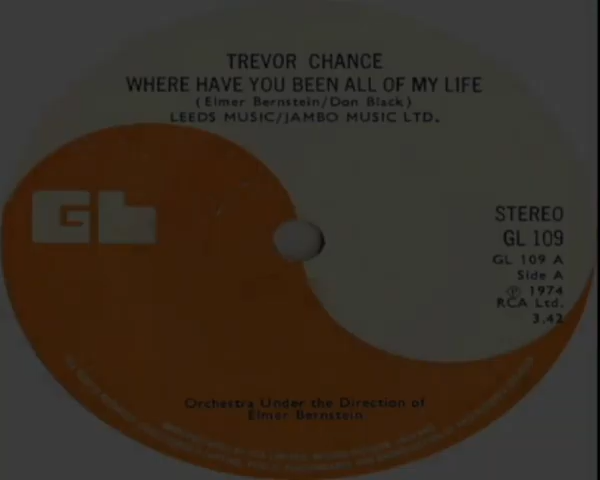 TREVOR CHANCE
WHERE HAVE YOU BEEN ALL OF MY LIFE
(Elmer Bernstein/Don Black)
LEEDS MUSIC/JAMBO MUSIC LTD.
GL
STEREO
GL 109
GL 109 A
Side A
℗ 1974
RCA Ltd.
3.42
Orchestra Under the Direction of
Elmer Bernstein